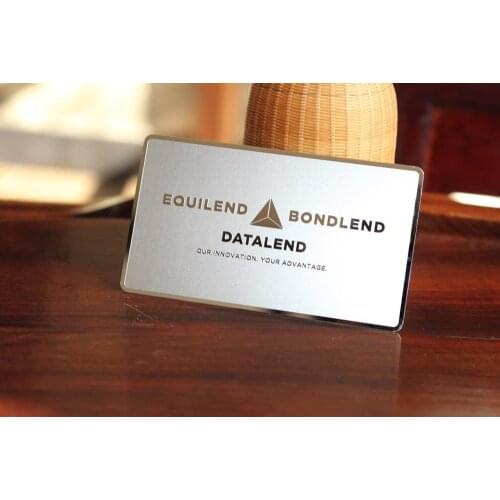 EQUILEND BONDLEND
DATALEND
OUR INNOVATION. YOUR ADVANTAGE.